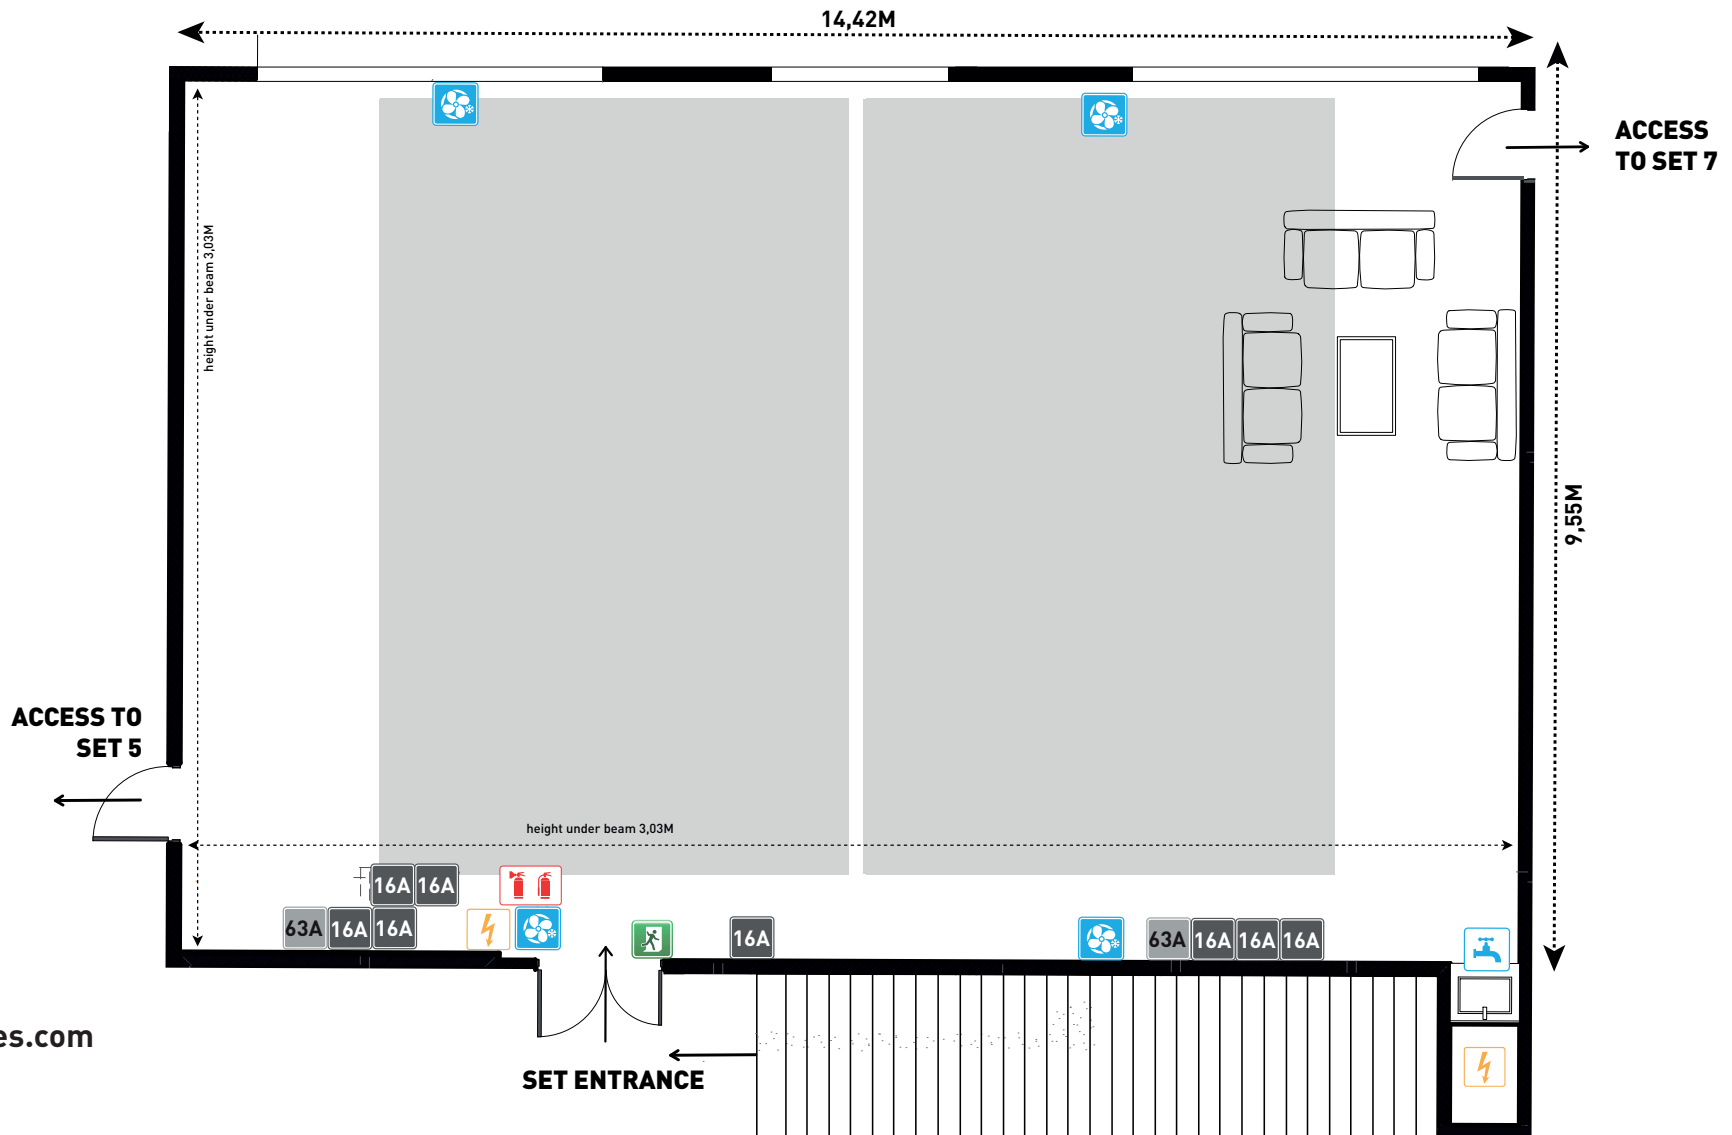 14,42M
ACCESS
TO SET 7
height under beam 3,03M
9,55M
ACCESS TO
SET 5
height under beam 3,03M
16A 16A
63A 16A 16A
16A
63A 16A 16A 16A
es.com
SET ENTRANCE